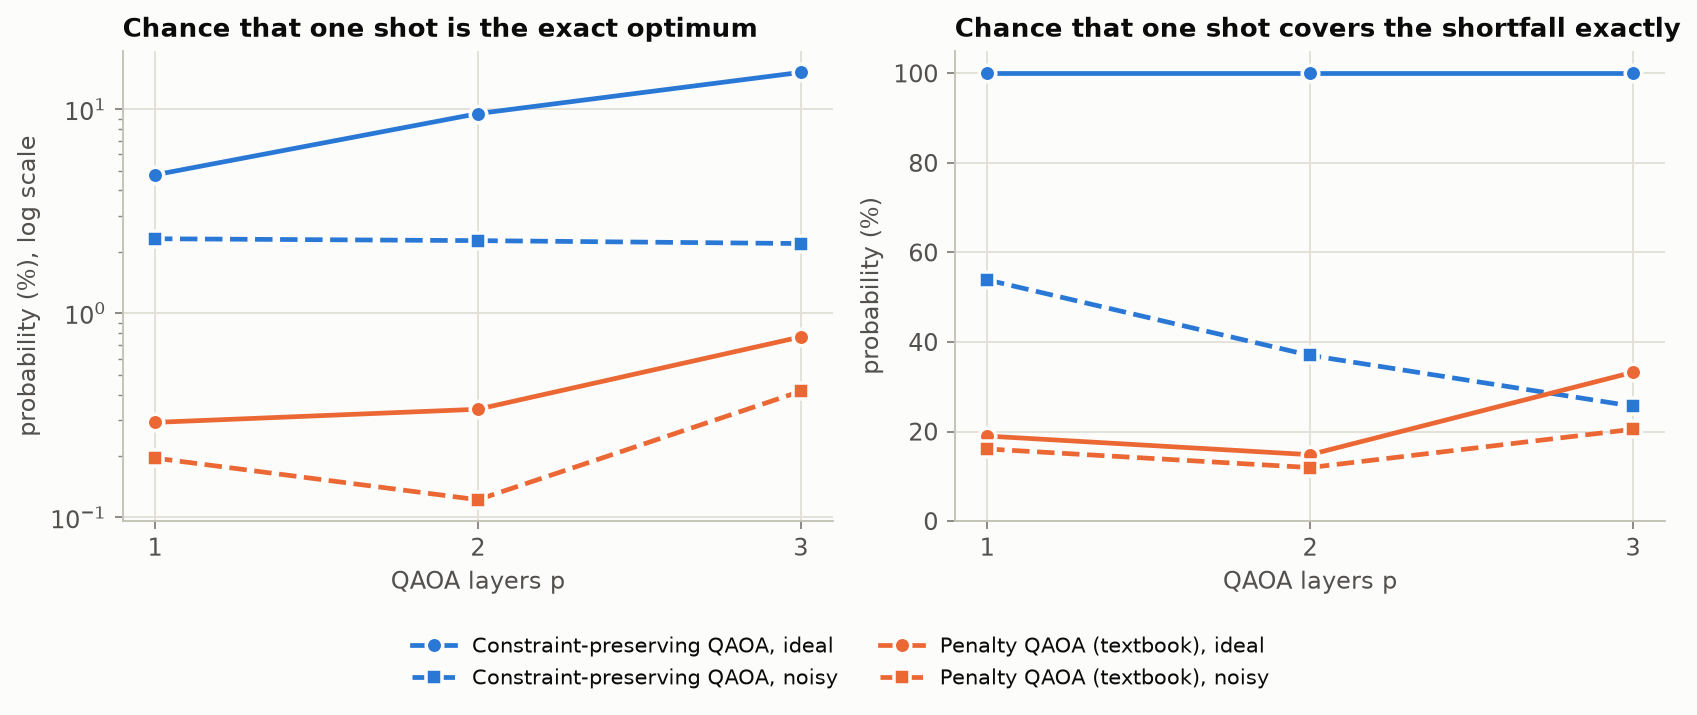 Chance that one shot is the exact optimum
probability (%), log scale
10¹
10⁰
10⁻¹
1 2 3
QAOA layers p
Chance that one shot covers the shortfall exactly
probability (%)
100
80
60
40
20
0
1 2 3
QAOA layers p
Constraint-preserving QAOA, ideal
Constraint-preserving QAOA, noisy
Penalty QAOA (textbook), ideal
Penalty QAOA (textbook), noisy